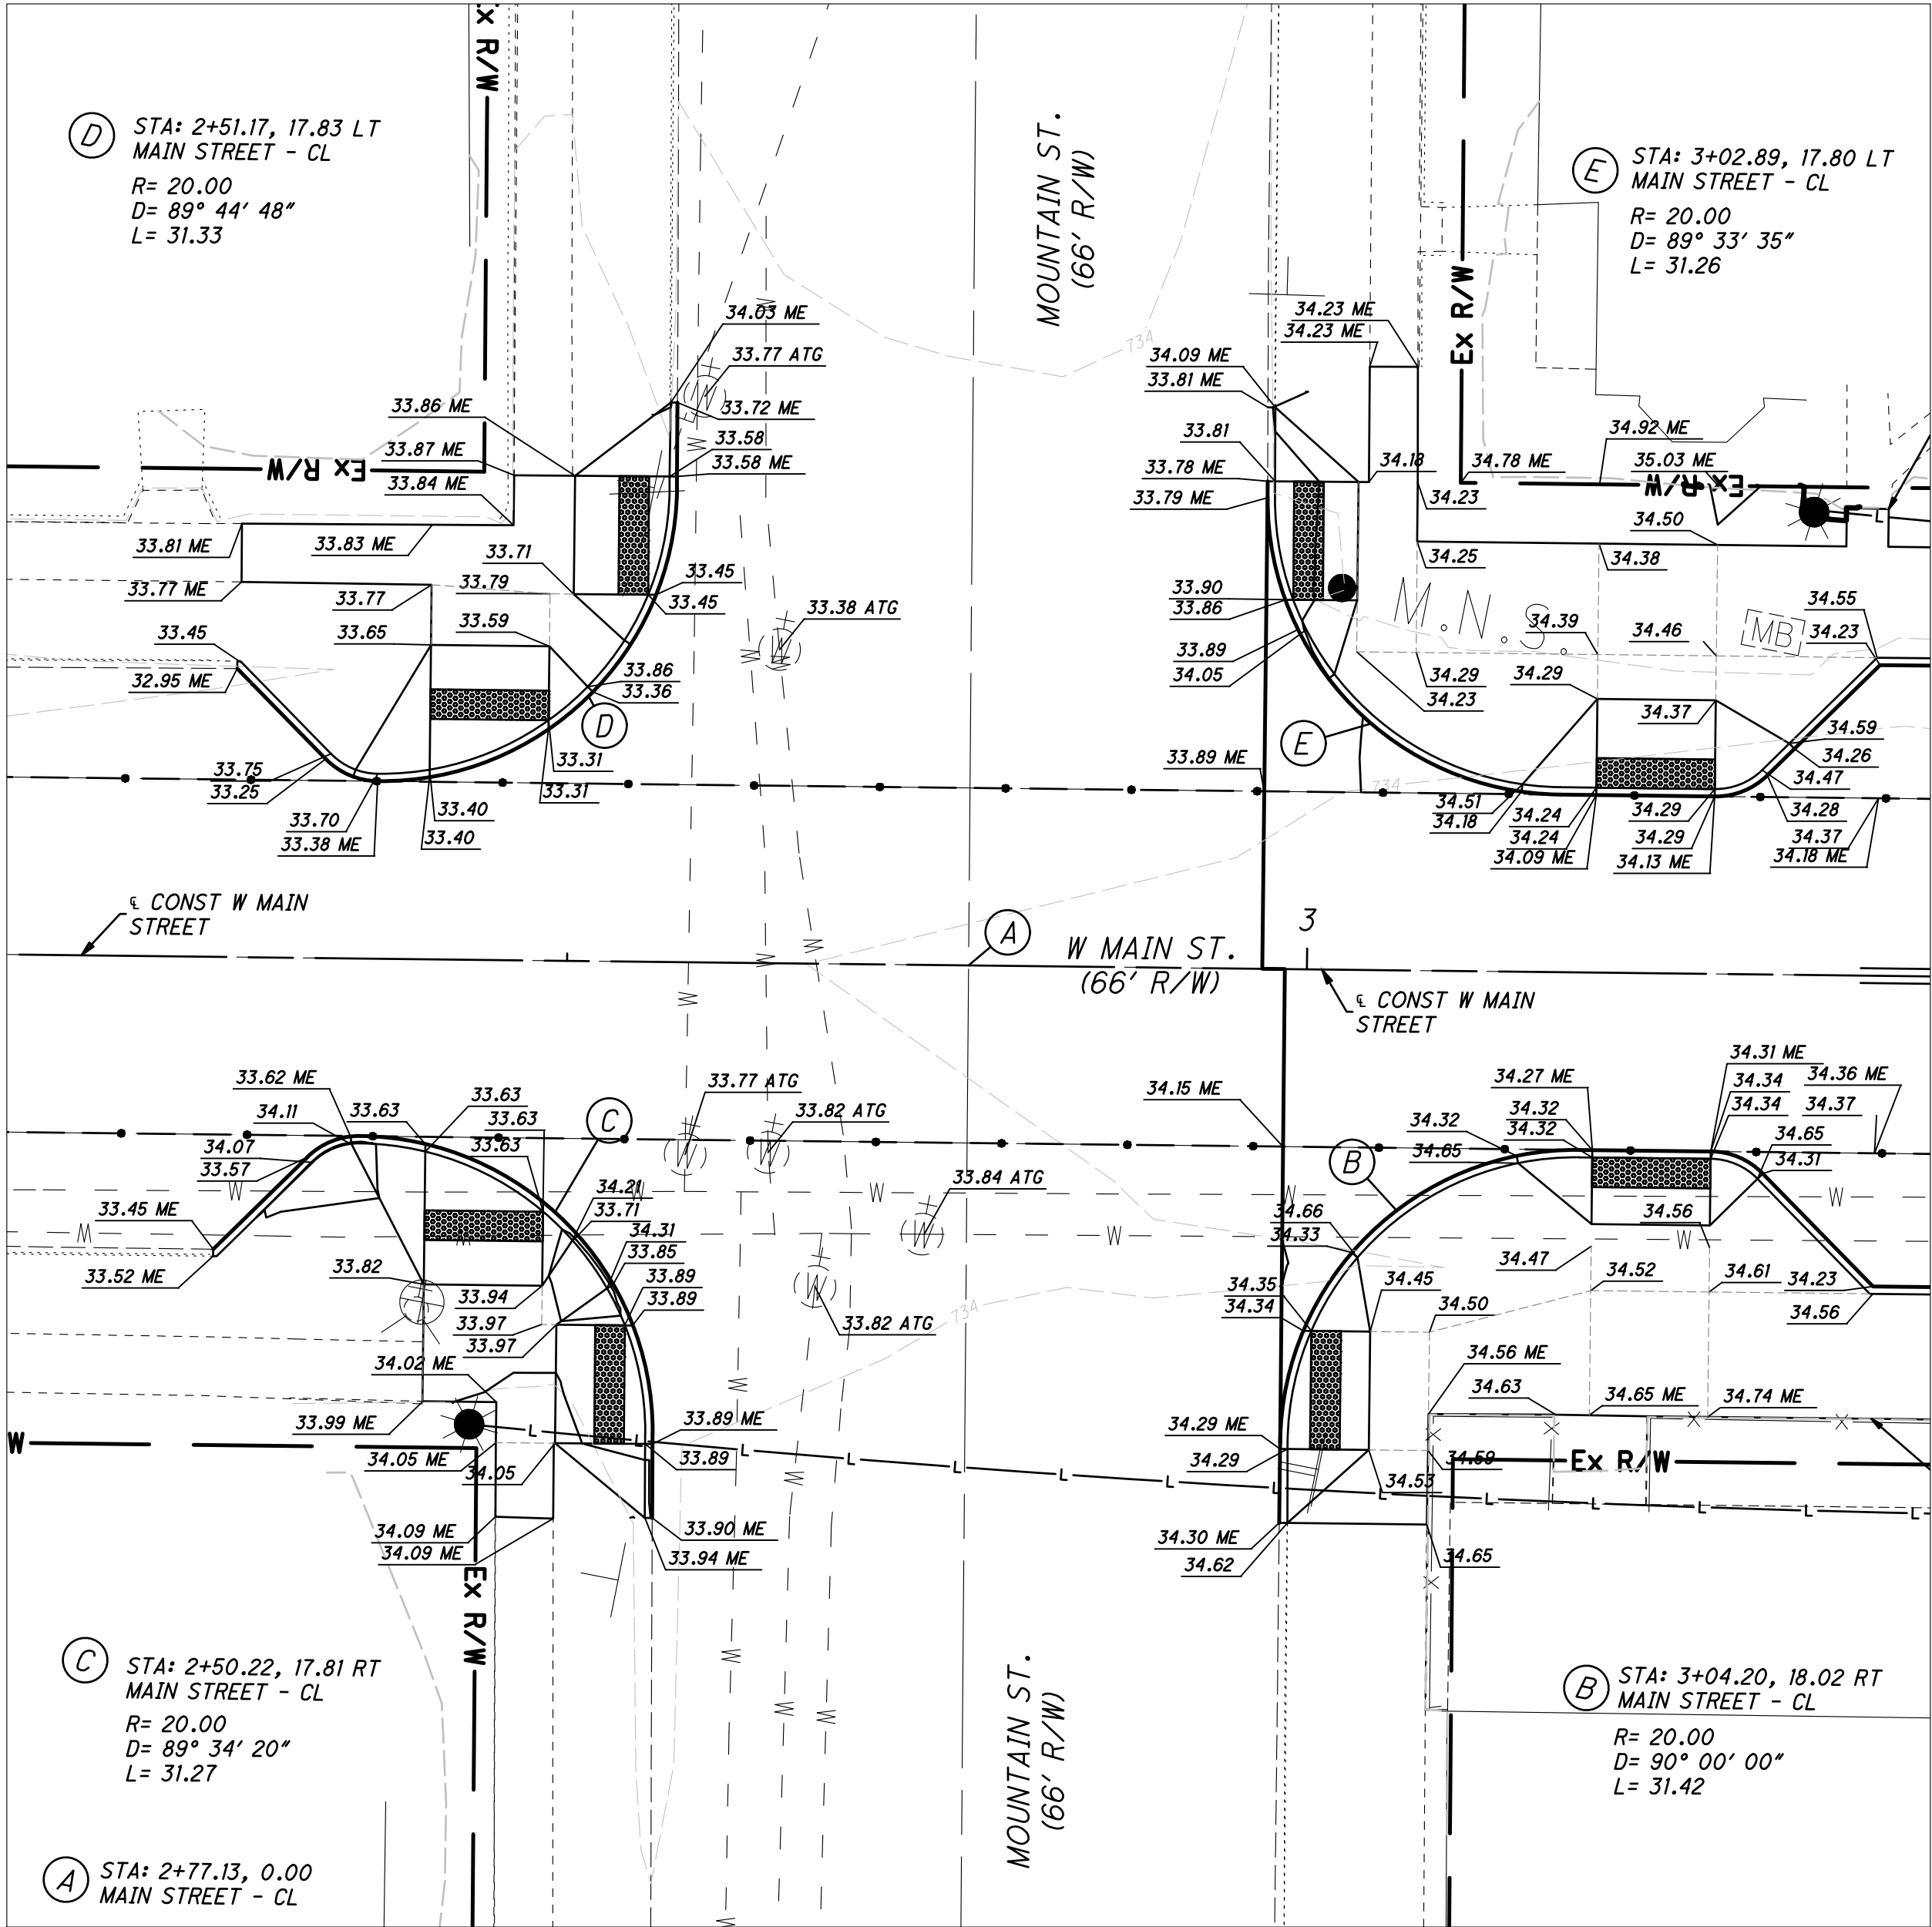 Ex R/W
D
STA: 2+51.17, 17.83 LT
MAIN STREET - CL
R= 20.00
D= 89° 44' 48"
L= 31.33
MOUNTAIN ST.
(66' R/W)
E
STA: 3+02.89, 17.80 LT
MAIN STREET - CL
R= 20.00
D= 89° 33' 35"
L= 31.26
Ex R/W
734
34.03 ME
33.77 ATG
33.72 ME
33.58
33.58 ME
33.86 ME
33.87 ME
33.84 ME
Ex R/W
33.81 ME
33.83 ME
33.71
33.79
33.77 ME
33.77
33.65
33.59
33.45
33.45
33.45
32.95 ME
33.38 ATG
33.86
33.36
D
33.75
33.25
33.70
33.38 ME
33.40
33.40
33.31
33.31
34.23 ME
34.23 ME
34.09 ME
33.81 ME
33.81
33.78 ME
33.79 ME
34.18
34.78 ME
34.92 ME
35.03 ME
Ex R/W
34.23
34.50
34.25
34.38
L
33.90
33.86
33.89
34.05
M.N.S.
34.39
34.46
MB
34.55
34.23
34.29
34.23
34.29
34.37
34.59
34.26
34.47
34.28
34.37
34.18 ME
E
33.89 ME
734
34.51
34.18
34.24
34.24
34.09 ME
34.29
34.29
34.13 ME
℄ CONST W MAIN
STREET
A
W MAIN ST.
(66' R/W)
3
℄ CONST W MAIN
STREET
33.62 ME
34.11
33.63
33.63
33.63
33.63
C
34.07
33.57
33.45 ME
33.52 ME
33.77 ATG
33.82 ATG
33.84 ATG
33.82 ATG
34.21
33.71
34.31
33.85
33.89
33.89
33.82
33.94
33.97
33.97
34.02 ME
33.99 ME
34.05 ME
34.05
33.89 ME
33.89
34.09 ME
34.09 ME
33.90 ME
33.94 ME
W
Ex R/W
734
34.15 ME
34.27 ME
34.32
34.32
34.32
34.65
B
34.31 ME
34.34
34.34
34.36 ME
34.37
34.65
34.31
34.66
34.33
34.56
34.47
34.35
34.34
34.45
34.50
34.52
34.61
34.23
34.56
34.56 ME
34.63
34.65 ME
34.74 ME
34.29 ME
34.29
34.59
34.53
Ex R/W
34.30 ME
34.62
34.65
C
STA: 2+50.22, 17.81 RT
MAIN STREET - CL
R= 20.00
D= 89° 34' 20"
L= 31.27
MOUNTAIN ST.
(66' R/W)
B
STA: 3+04.20, 18.02 RT
MAIN STREET - CL
R= 20.00
D= 90° 00' 00"
L= 31.42
A
STA: 2+77.13, 0.00
MAIN STREET - CL